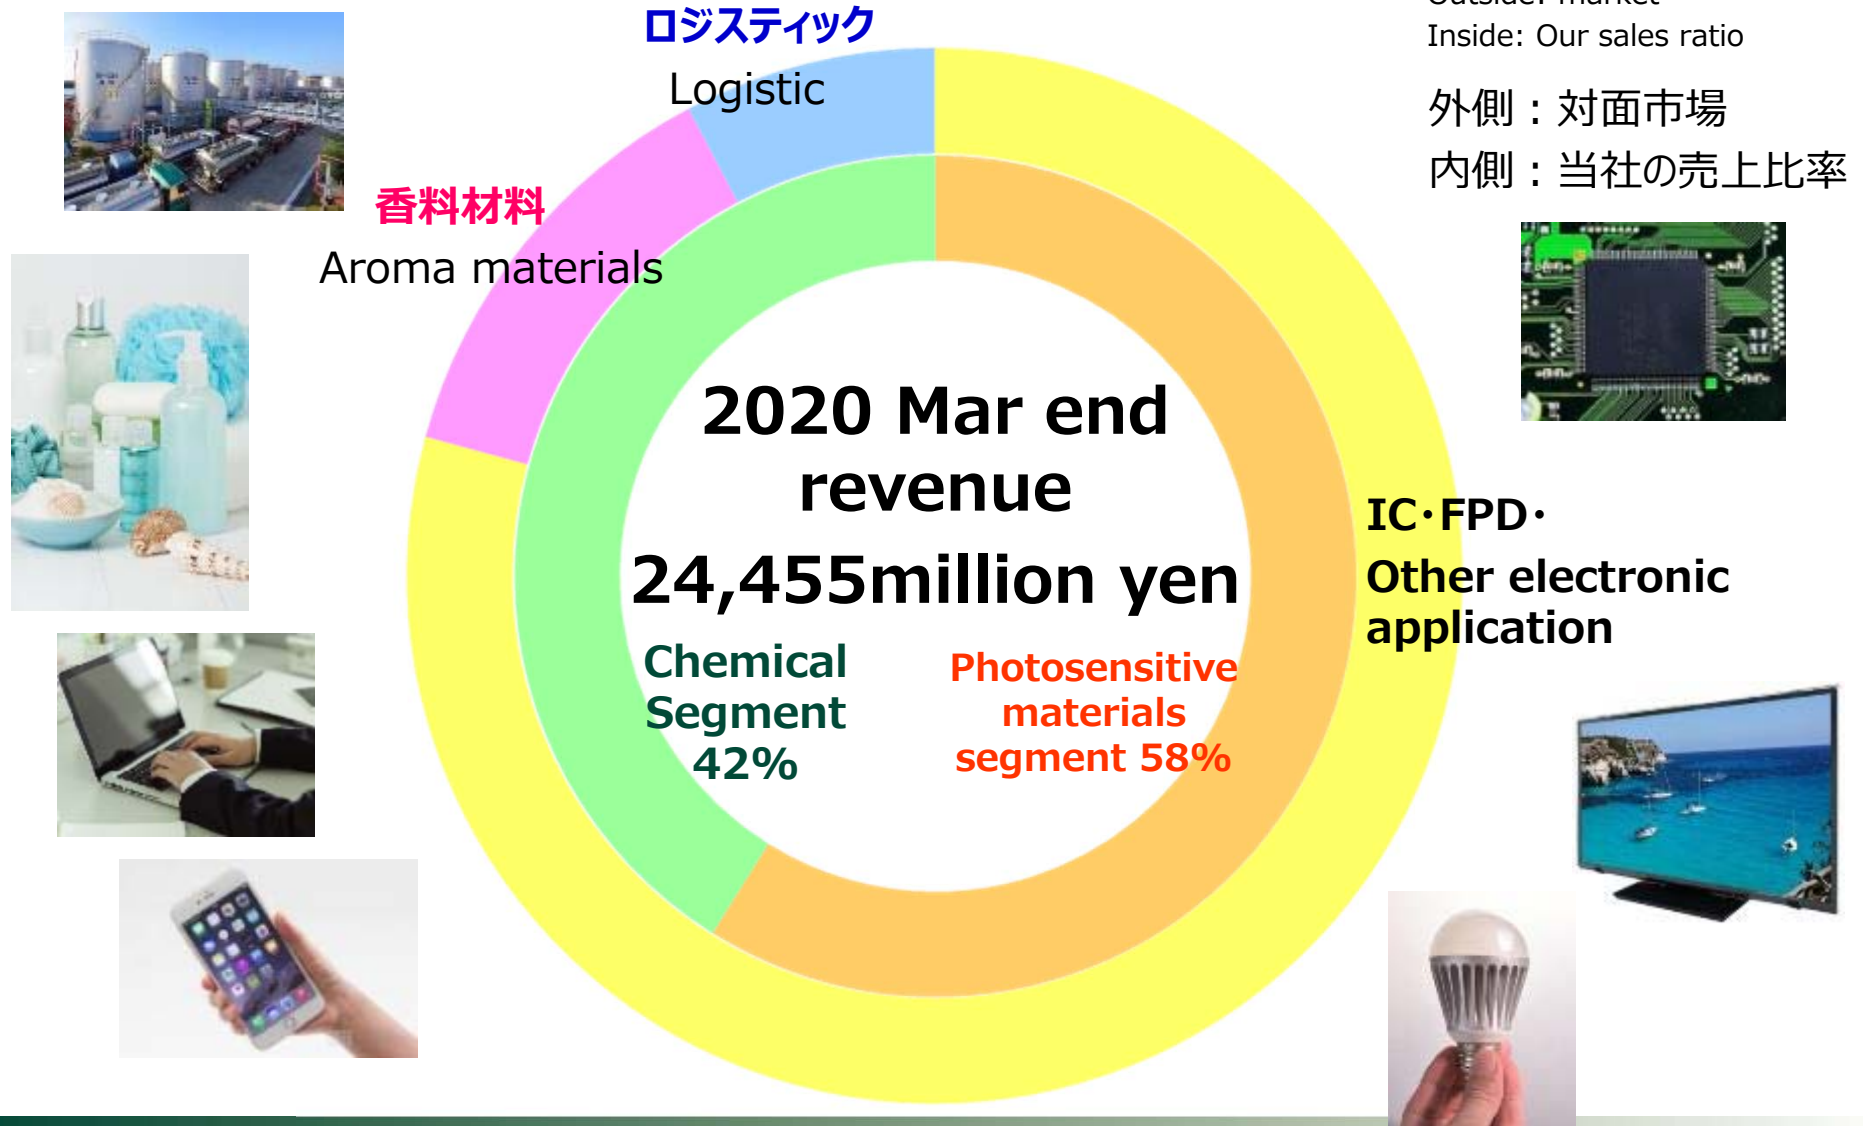 ロジスティック
Logistic
Outside: market
Inside: Our sales ratio
外側：対面市場
内側：当社の売上比率
香料材料
Aroma materials
2020 Mar end
revenue
24,455million yen
Chemical
Segment
42%
Photosensitive
materials
segment 58%
IC･FPD･
Other electronic
application